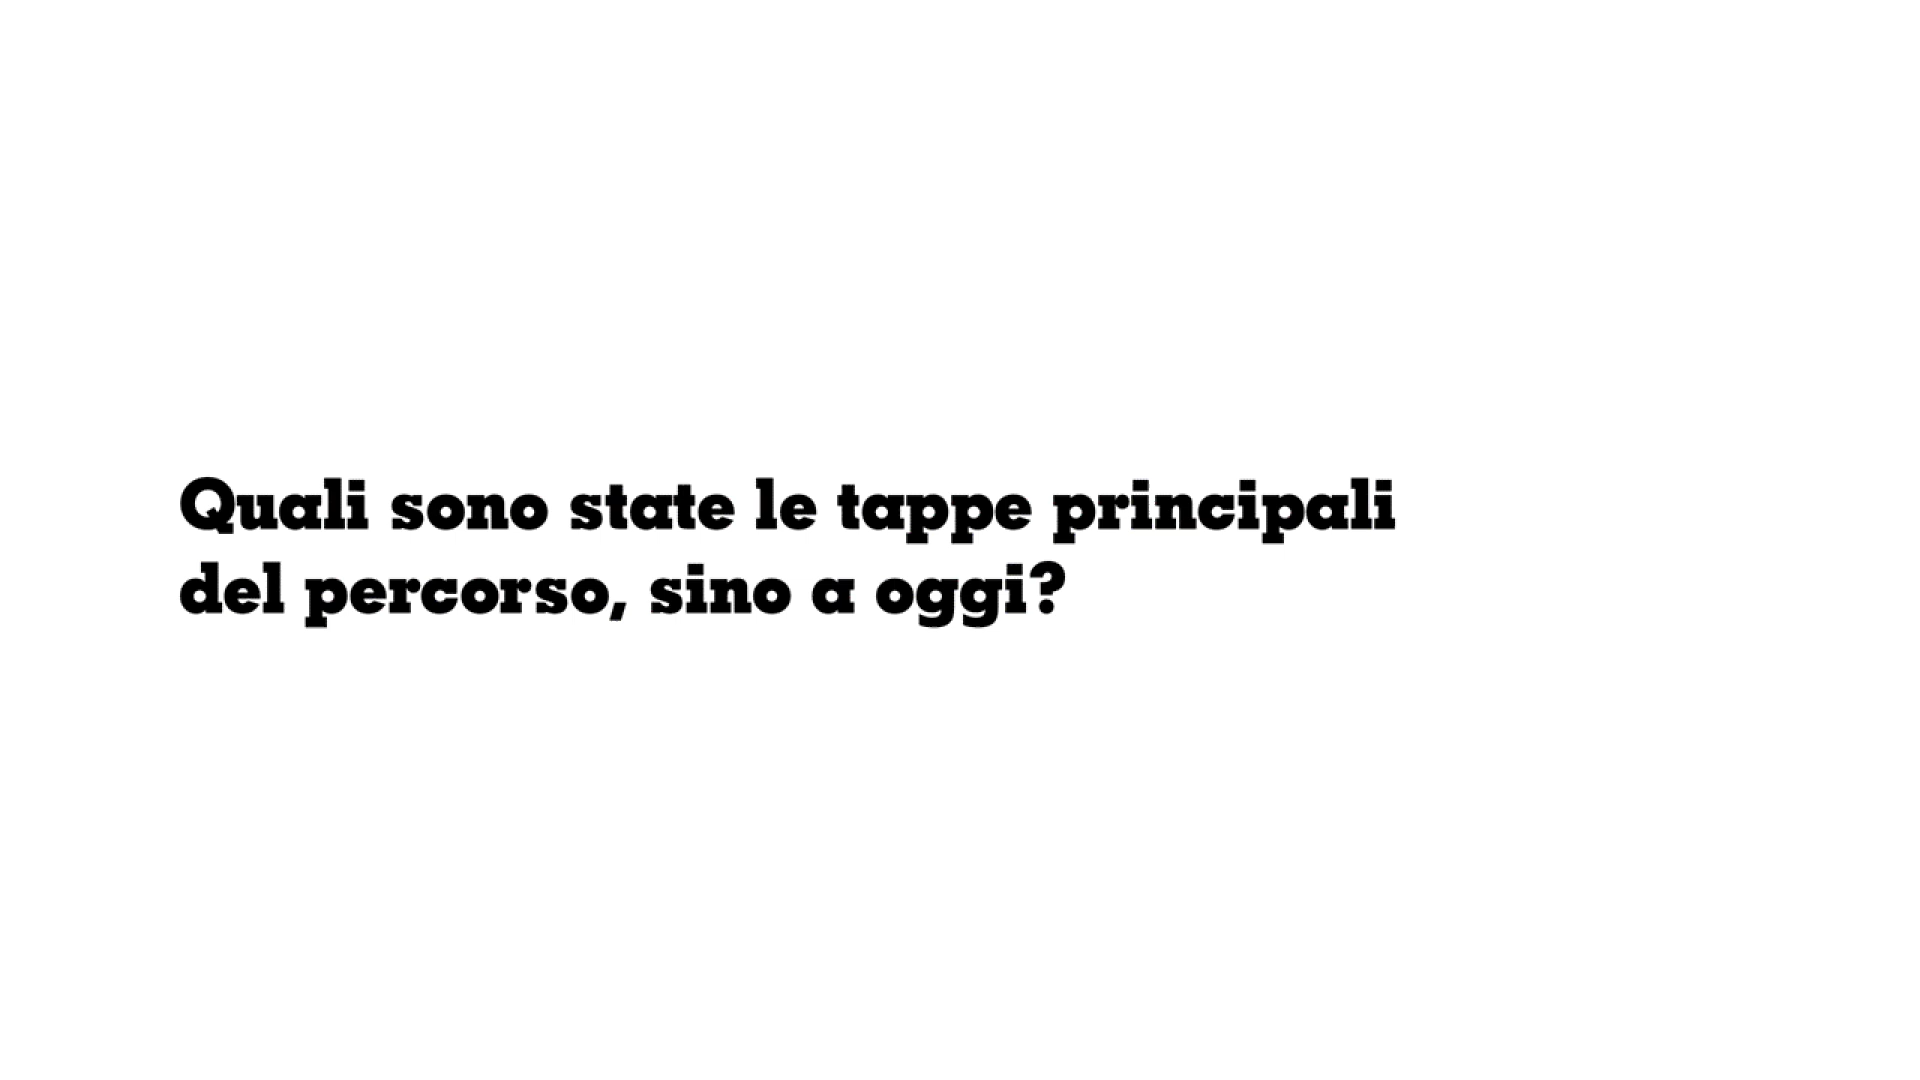 Quali sono state le tappe principali
del percorso, sino a oggi?